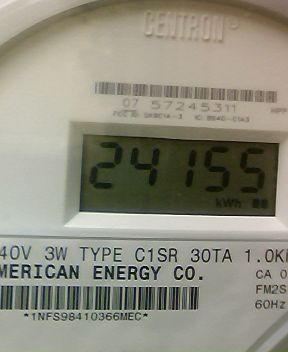 CENTRON®
07 57245311
24155
kWh
40V 3W TYPE C1SR 30TA 1.0K
MERICAN ENERGY CO.
CA 0
FM2S
60Hz
*1NFS98410366MEC*